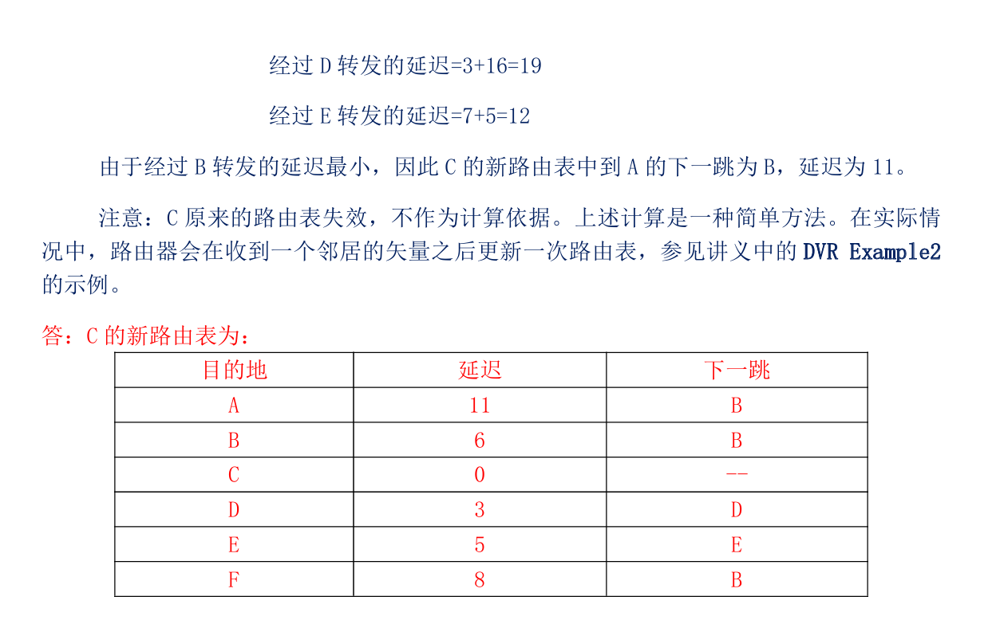 经过 D 转发的延迟=3+16=19
经过 E 转发的延迟=7+5=12
由于经过 B 转发的延迟最小，因此 C 的新路由表中到 A 的下一跳为 B，延迟为 11。
注意：C 原来的路由表失效，不作为计算依据。上述计算是一种简单方法。在实际情
况中，路由器会在收到一个邻居的矢量之后更新一次路由表，参见讲义中的 DVR Example2
的示例。
答：C 的新路由表为：
目的地 延迟 下一跳
A 11 B
B 6 B
C 0 --
D 3 D
E 5 E
F 8 B